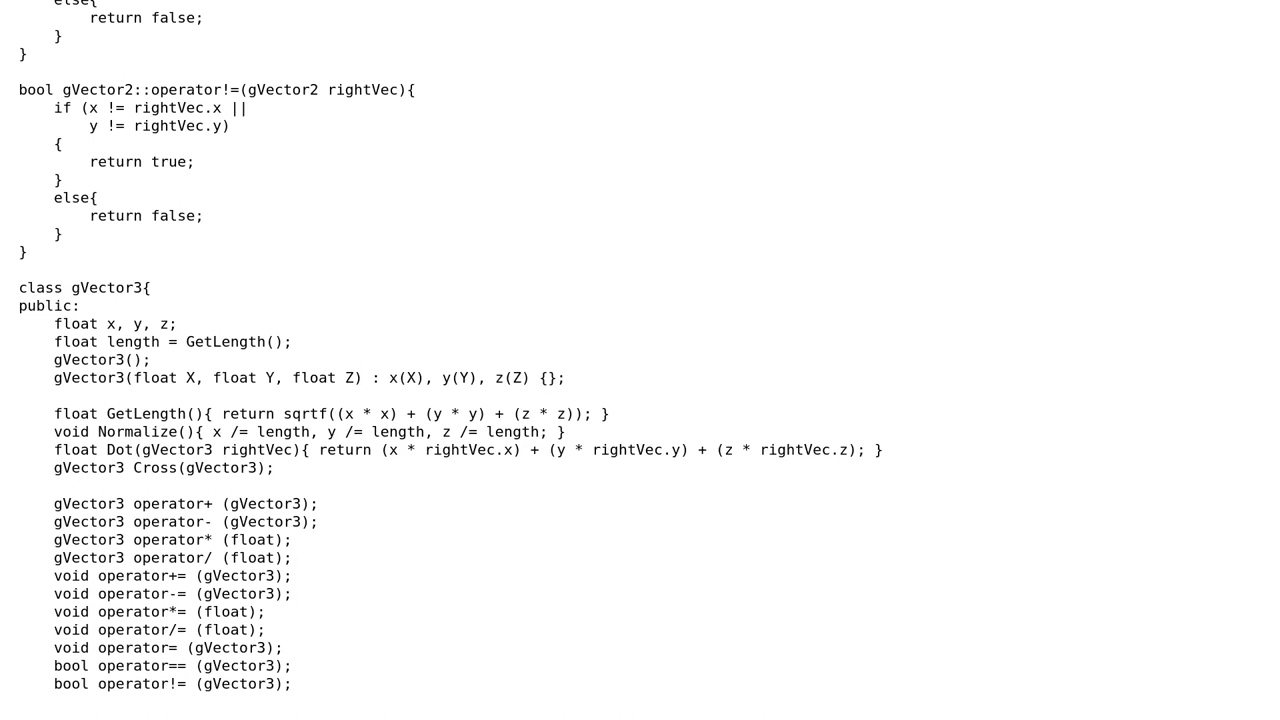 else{
        return false;
    }
}

bool gVector2::operator!=(gVector2 rightVec){
    if (x != rightVec.x ||
        y != rightVec.y)
    {
        return true;
    }
    else{
        return false;
    }
}

class gVector3{
public:
    float x, y, z;
    float length = GetLength();
    gVector3();
    gVector3(float X, float Y, float Z) : x(X), y(Y), z(Z) {};

    float GetLength(){ return sqrtf((x * x) + (y * y) + (z * z)); }
    void Normalize(){ x /= length, y /= length, z /= length; }
    float Dot(gVector3 rightVec){ return (x * rightVec.x) + (y * rightVec.y) + (z * rightVec.z); }
    gVector3 Cross(gVector3);

    gVector3 operator+ (gVector3);
    gVector3 operator- (gVector3);
    gVector3 operator* (float);
    gVector3 operator/ (float);
    void operator+= (gVector3);
    void operator-= (gVector3);
    void operator*= (float);
    void operator/= (float);
    void operator= (gVector3);
    bool operator== (gVector3);
    bool operator!= (gVector3);